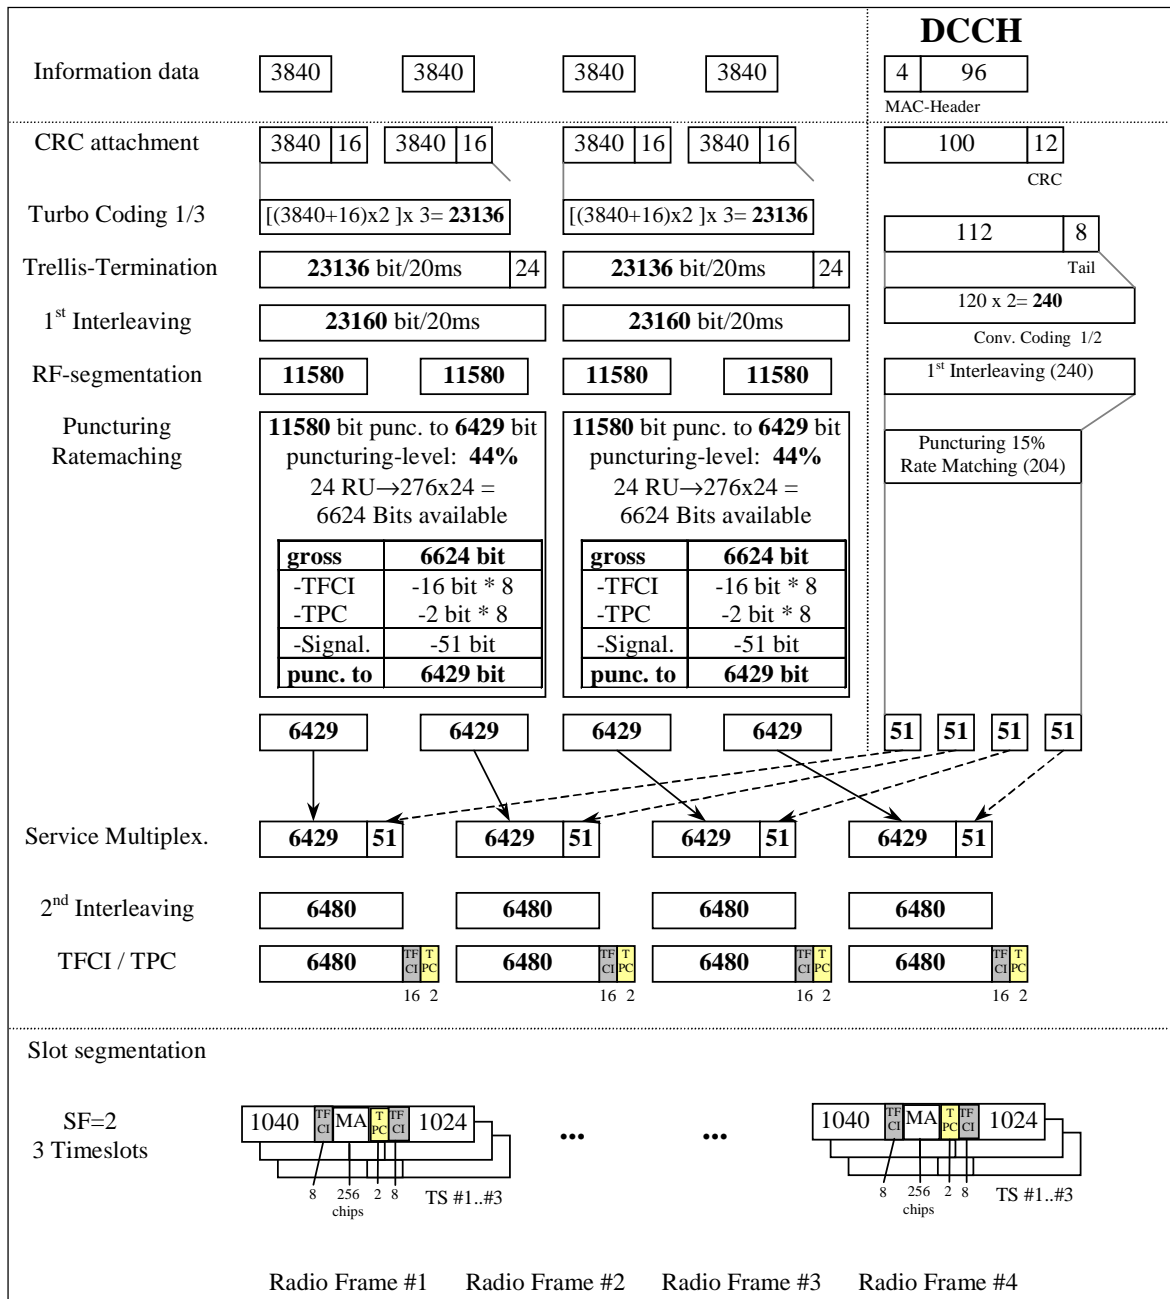 DCCH
Information data 3840 3840 3840 3840 4 96
MAC-Header
CRC attachment 3840 16 3840 16 3840 16 3840 16 100 12
CRC
Turbo Coding 1/3 [(3840+16)x2 ]x 3= 23136 [(3840+16)x2 ]x 3= 23136 112 8
Trellis-Termination 23136 bit/20ms 24 23136 bit/20ms 24 Tail
120 x 2= 240
1st Interleaving 23160 bit/20ms 23160 bit/20ms Conv. Coding 1/2
RF-segmentation 11580 11580 11580 11580 1st Interleaving (240)
Puncturing 11580 bit punc. to 6429 bit 11580 bit punc. to 6429 bit Puncturing 15%
Ratemaching puncturing-level: 44% puncturing-level: 44% Rate Matching (204)
24 RU→276x24 = 24 RU→276x24 =
6624 Bits available 6624 Bits available
gross 6624 bit gross 6624 bit
-TFCI -16 bit * 8 -TFCI -16 bit * 8
-TPC -2 bit * 8 -TPC -2 bit * 8
-Signal. -51 bit -Signal. -51 bit
punc. to 6429 bit punc. to 6429 bit
6429 6429 6429 6429 51 51 51 51
Service Multiplex. 6429 51 6429 51 6429 51 6429 51
2nd Interleaving 6480 6480 6480 6480
TFCI / TPC 6480 TF CI T PC 6480 TF CI T PC 6480 TF CI T PC 6480 TF CI T PC
16 2 16 2 16 2 16 2
Slot segmentation
SF=2 1040 TF CI MA T PC TF CI 1024 ... ... 1040 TF CI MA T PC TF CI 1024
3 Timeslots
8 256 2 8 TS #1..#3 8 256 2 8 TS #1..#3
chips chips
Radio Frame #1 Radio Frame #2 Radio Frame #3 Radio Frame #4